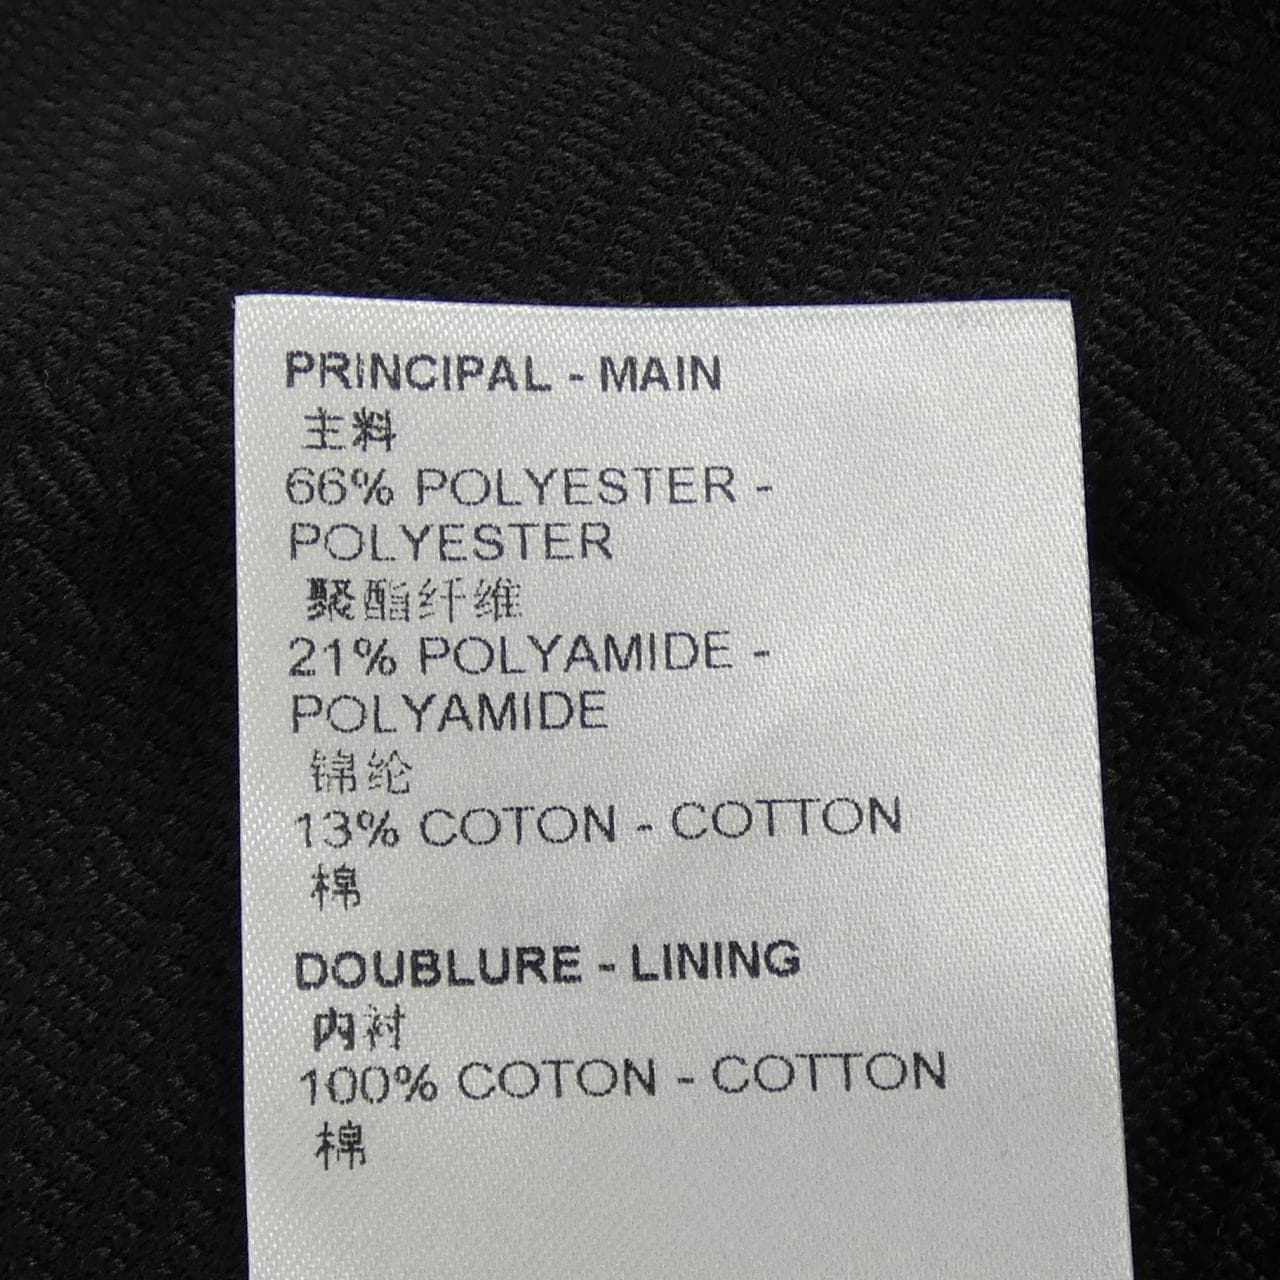 PRINCIPAL - MAIN
主料
66% POLYESTER -
POLYESTER
聚酯纤维
21% POLYAMIDE -
POLYAMIDE
锦纶
13% COTON - COTTON
棉
DOUBLURE - LINING
内衬
100% COTON - COTTON
棉